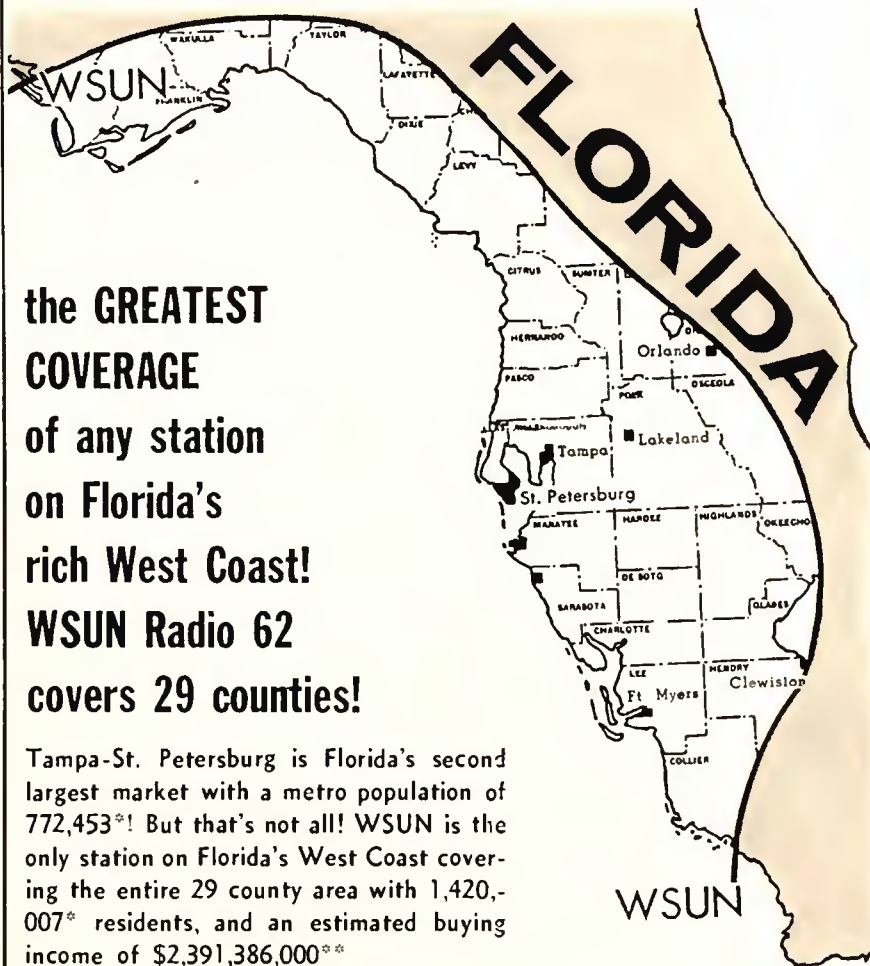 FLORIDA
WSUN
WAKULLA
TAYLOR
LAFAYETTE
FRANKLIN
DIXIE
LEVY
CITRUS
SUMTER
HERNANDO
Orlando
PASCO
OSCEOLA
POLK
Tampa
Lakeland
St. Petersburg
MANATEE
HARDEE
HIGHLANDS
OKEECHO
DE SOTO
SARASOTA
GLADES
CHARLOTTE
LEE
HENDRY
Clewiston
Ft Myers
COLLIER
WSUN
the GREATEST
COVERAGE
of any station
on Florida's
rich West Coast!
WSUN Radio 62
covers 29 counties!
Tampa-St. Petersburg is Florida's second
largest market with a metro population of
772,453*! But that's not all! WSUN is the
only station on Florida's West Coast cover-
ing the entire 29 county area with 1,420,-
007* residents, and an estimated buying
income of $2,391,386,000**